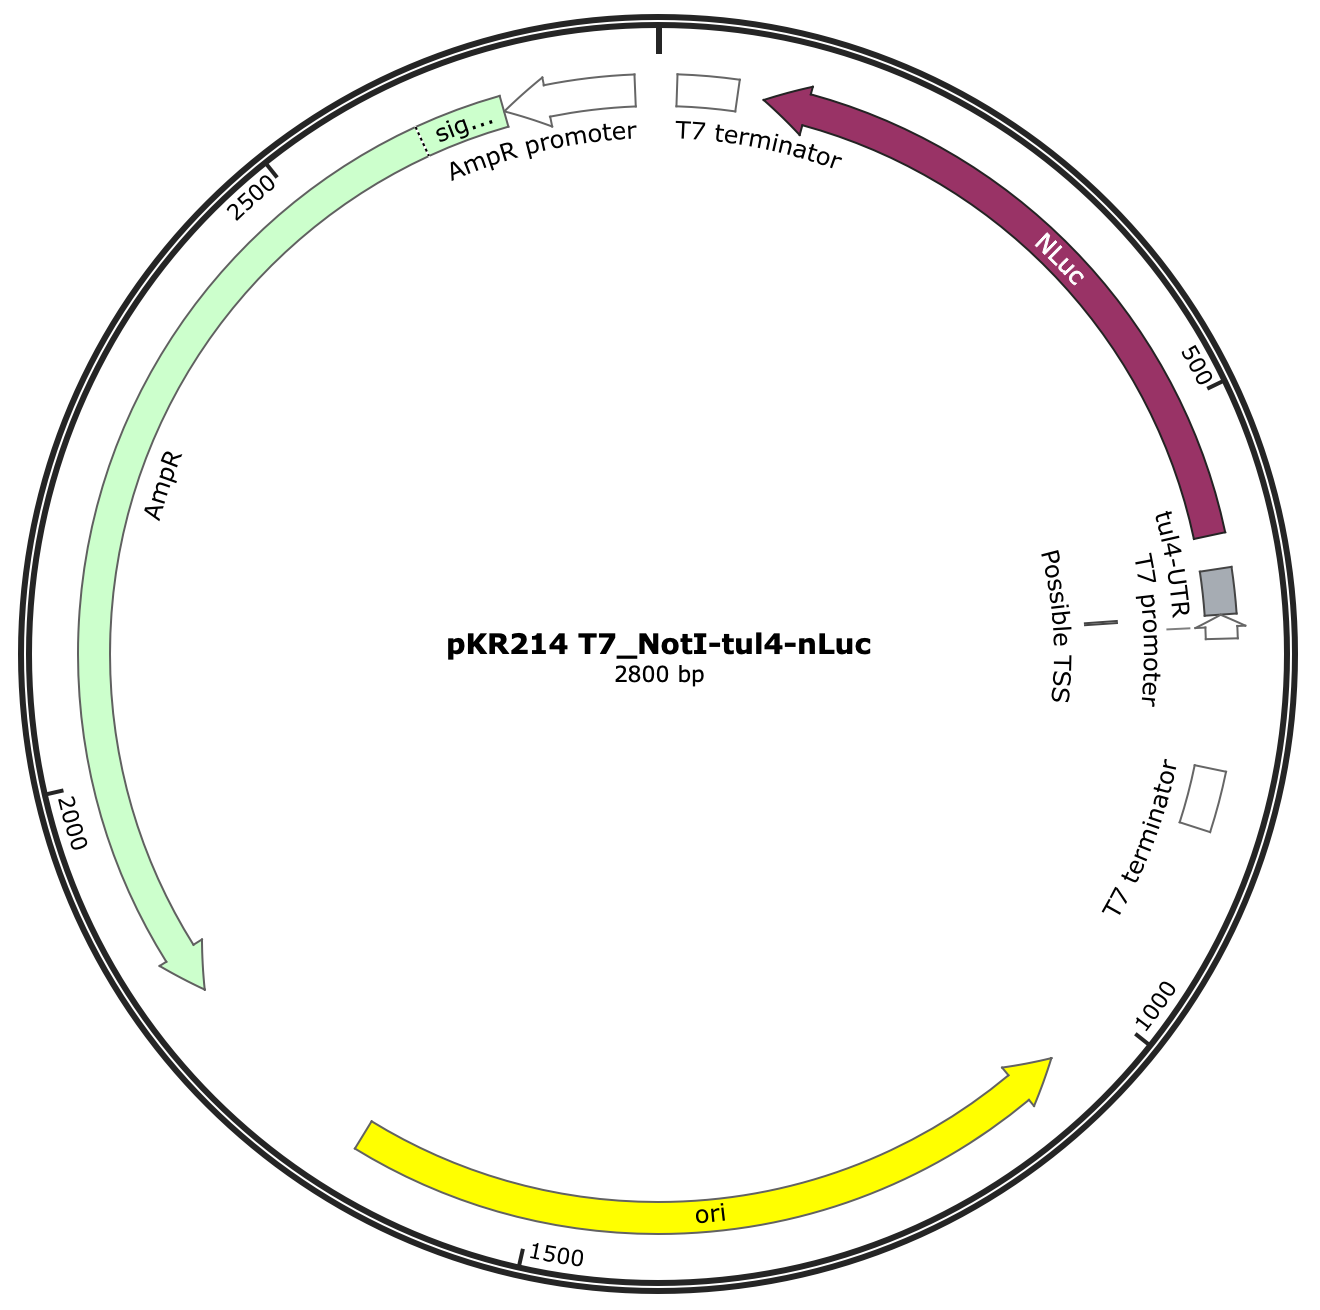 sig...
AmpR promoter
T7 terminator
2500
NLuc
500
AmpR
tul4-UTR
T7 promoter
Possible TSS
pKR214 T7_NotI-tul4-nLuc
2800 bp
T7 terminator
2000
1000
ori
1500